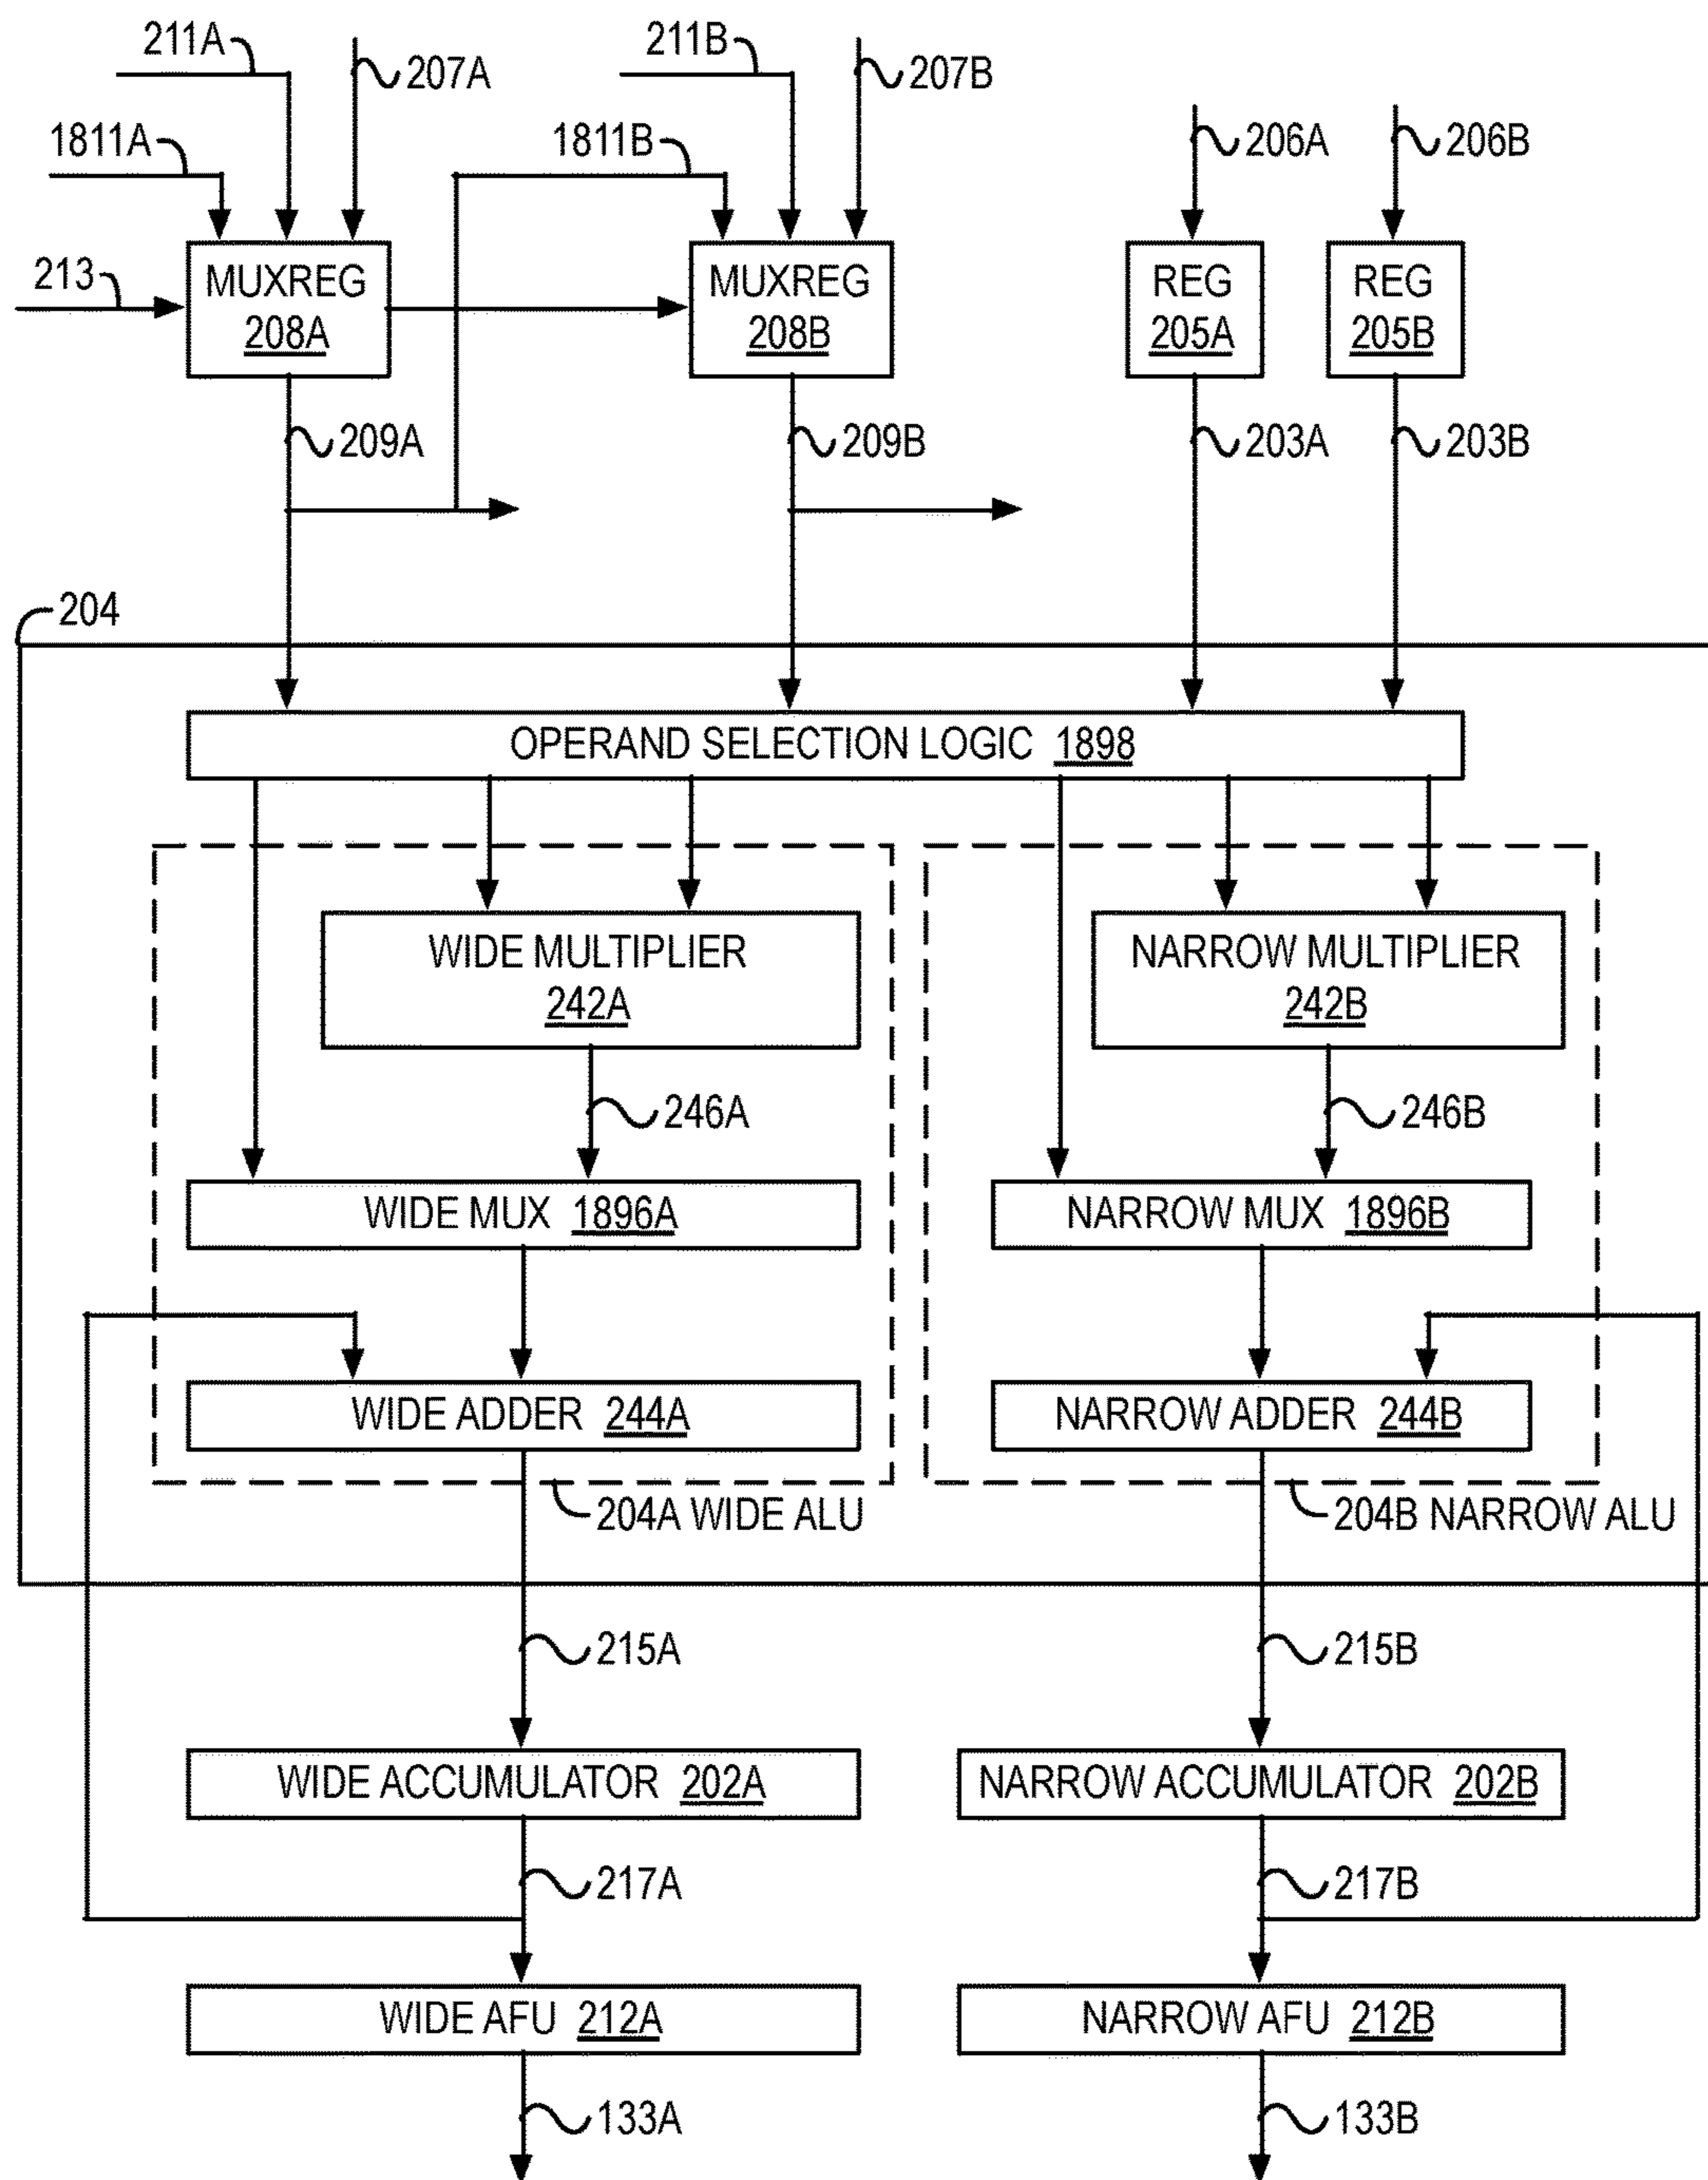 211A
207A
211B
207B
1811A
1811B
206A
206B
213
MUXREG
208A
MUXREG
208B
REG
205A
REG
205B
209A
209B
203A
203B
204
OPERAND SELECTION LOGIC 1898
WIDE MULTIPLIER
242A
NARROW MULTIPLIER
242B
246A
246B
WIDE MUX 1896A
NARROW MUX 1896B
WIDE ADDER 244A
NARROW ADDER 244B
204A WIDE ALU
204B NARROW ALU
215A
215B
WIDE ACCUMULATOR 202A
NARROW ACCUMULATOR 202B
217A
217B
WIDE AFU 212A
NARROW AFU 212B
133A
133B